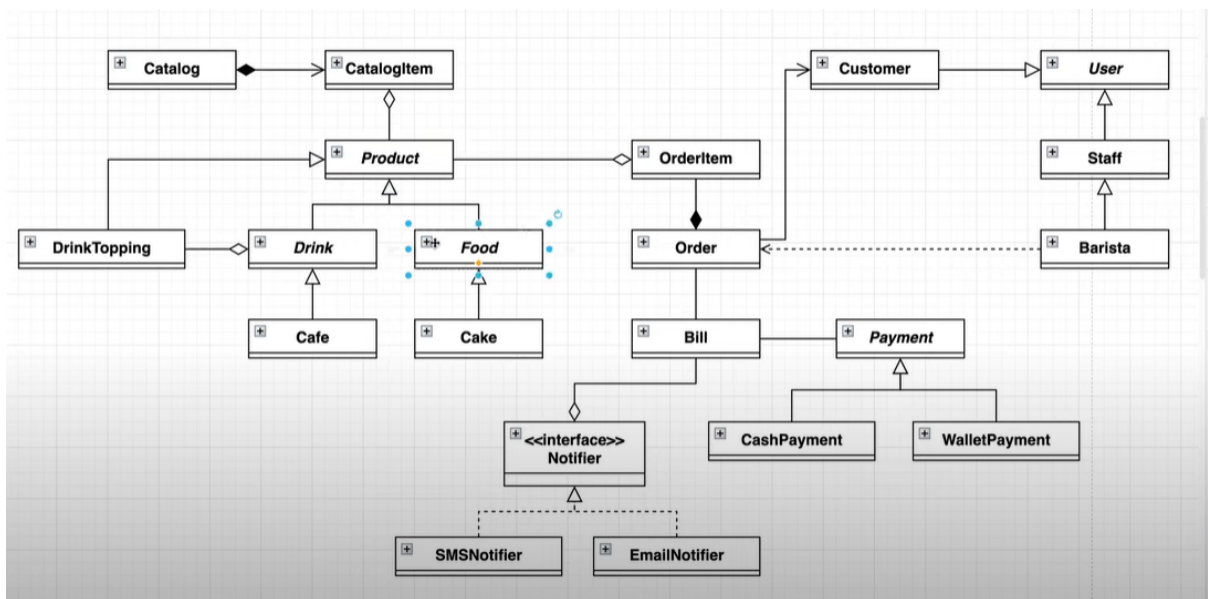 Catalog
CatalogItem
Customer
User
Product
OrderItem
Staff
DrinkTopping
Drink
Food
Order
Barista
Cafe
Cake
Bill
Payment
<<interface>>
Notifier
CashPayment
WalletPayment
SMSNotifier
EmailNotifier